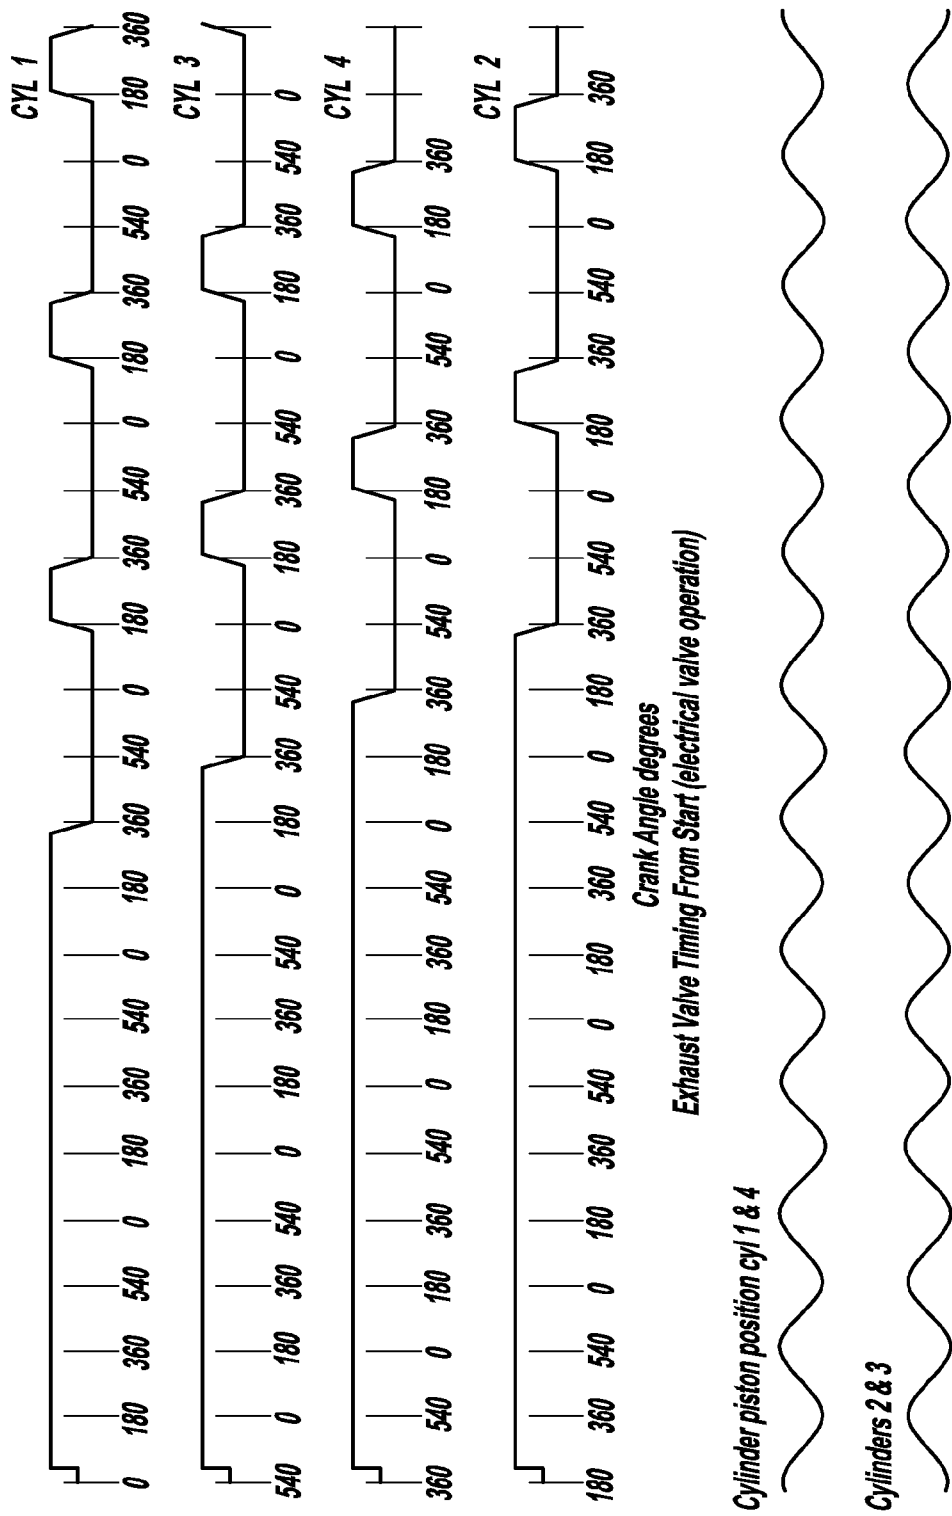 CYL 1
0 180 360 540 0 180 360 540 0 180 360 540 0 180 360 540 0 180 360 540 0 180 360
CYL 3
540 0 180 360 540 0 180 360 540 0 180 360 540 0 180 360 540 0 180 360 540 0
CYL 4
360 540 0 180 360 540 0 180 360 540 0 180 360 540 0 180 360 540 0 180 360
CYL 2
180 360 540 0 180 360 540 0 180 360 540 0 180 360 540 0 180 360 540 0 180 360
Crank Angle degrees
Exhaust Valve Timing From Start (electrical valve operation)
Cylinder piston position cyl 1 & 4
Cylinders 2 & 3